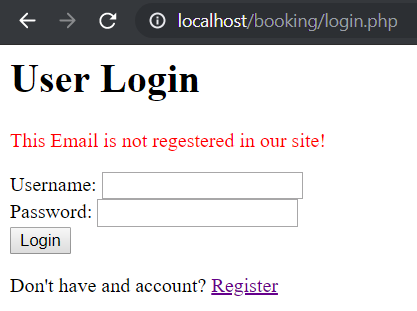 localhost/booking/login.php
User Login
This Email is not regestered in our site!
Username:
Password:
Login
Don't have and account? Register